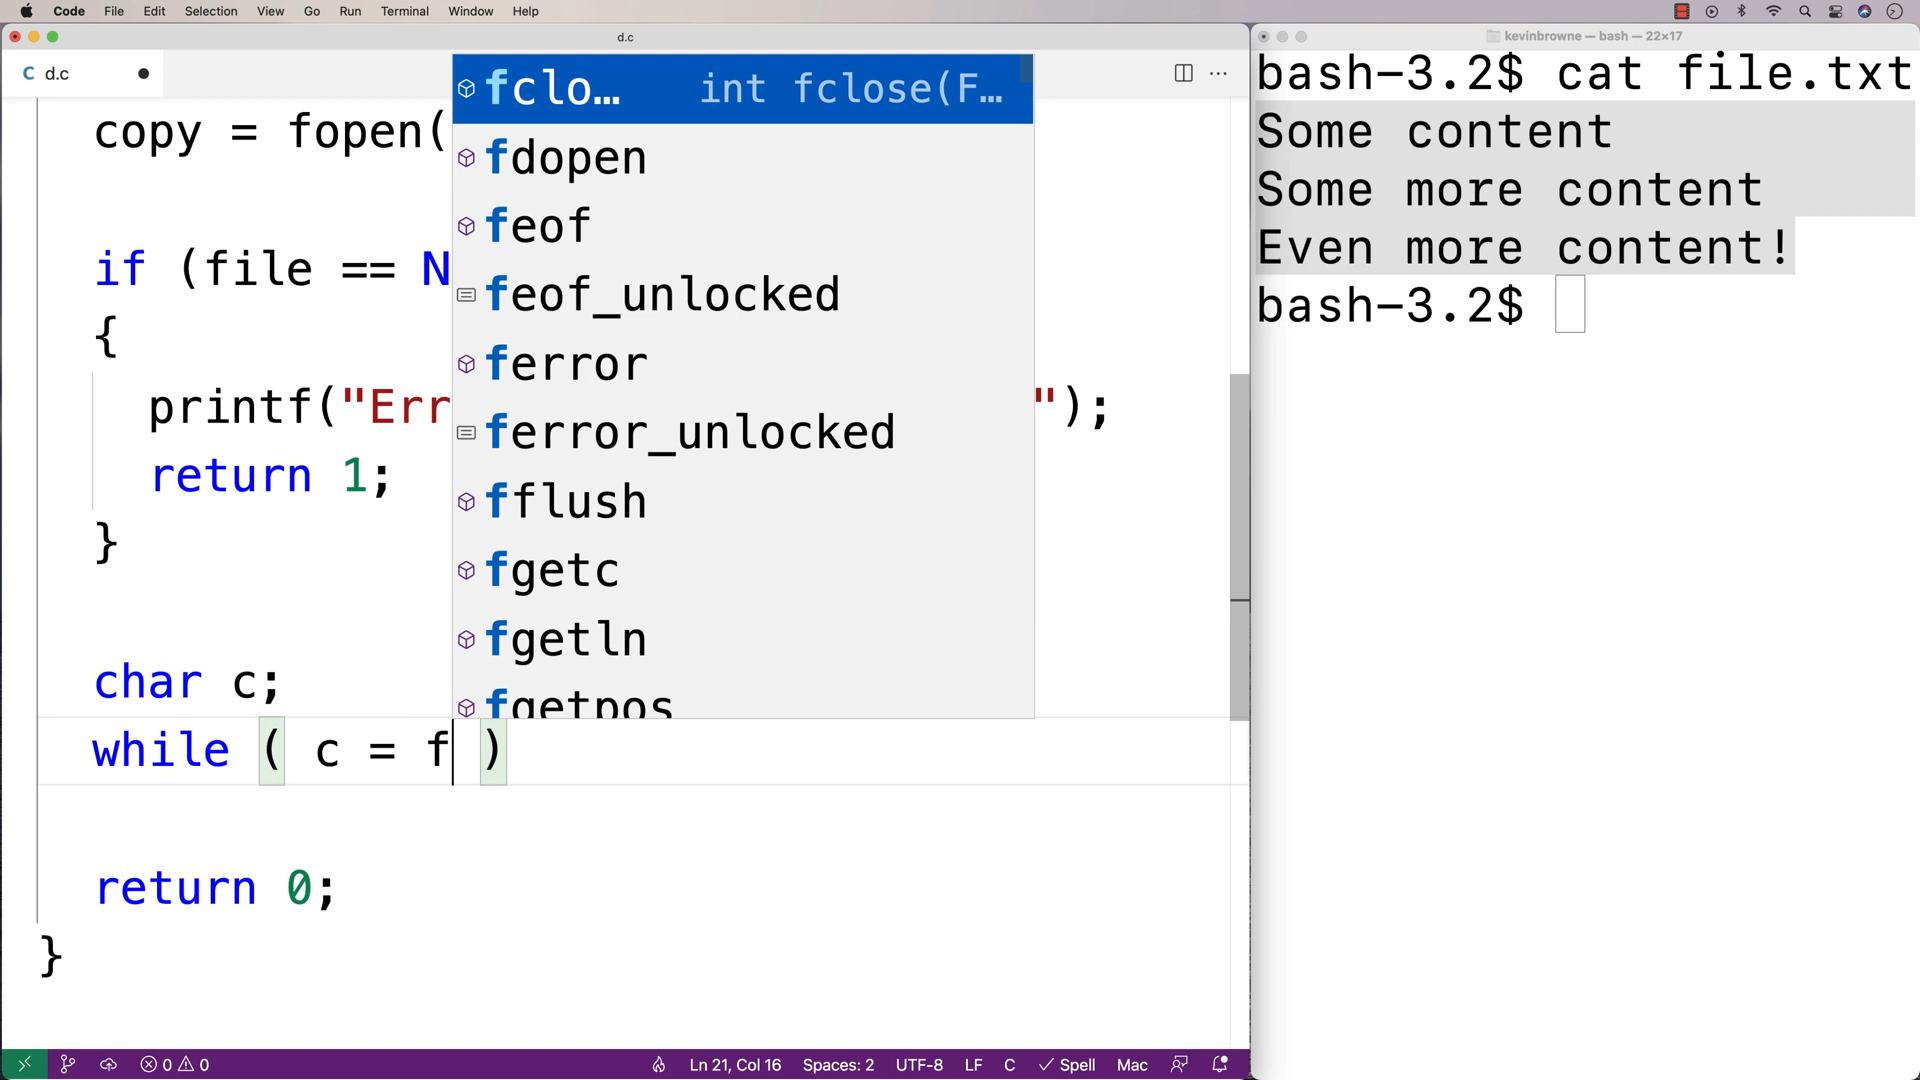 Code File Edit Selection View Go Run Terminal Window Help
d.c
C d.c
copy = fopen(
if (file == N
{
printf("Err
");
return 1;
}
char c;
while ( c = f )
return 0;
}
fclo… int fclose(F…
fdopen
feof
feof_unlocked
ferror
ferror_unlocked
fflush
fgetc
fgetln
fgetpos
0 0
Ln 21, Col 16 Spaces: 2 UTF-8 LF C Spell Mac
kevinbrowne — bash — 22×17
bash-3.2$ cat file.txt
Some content
Some more content
Even more content!
bash-3.2$